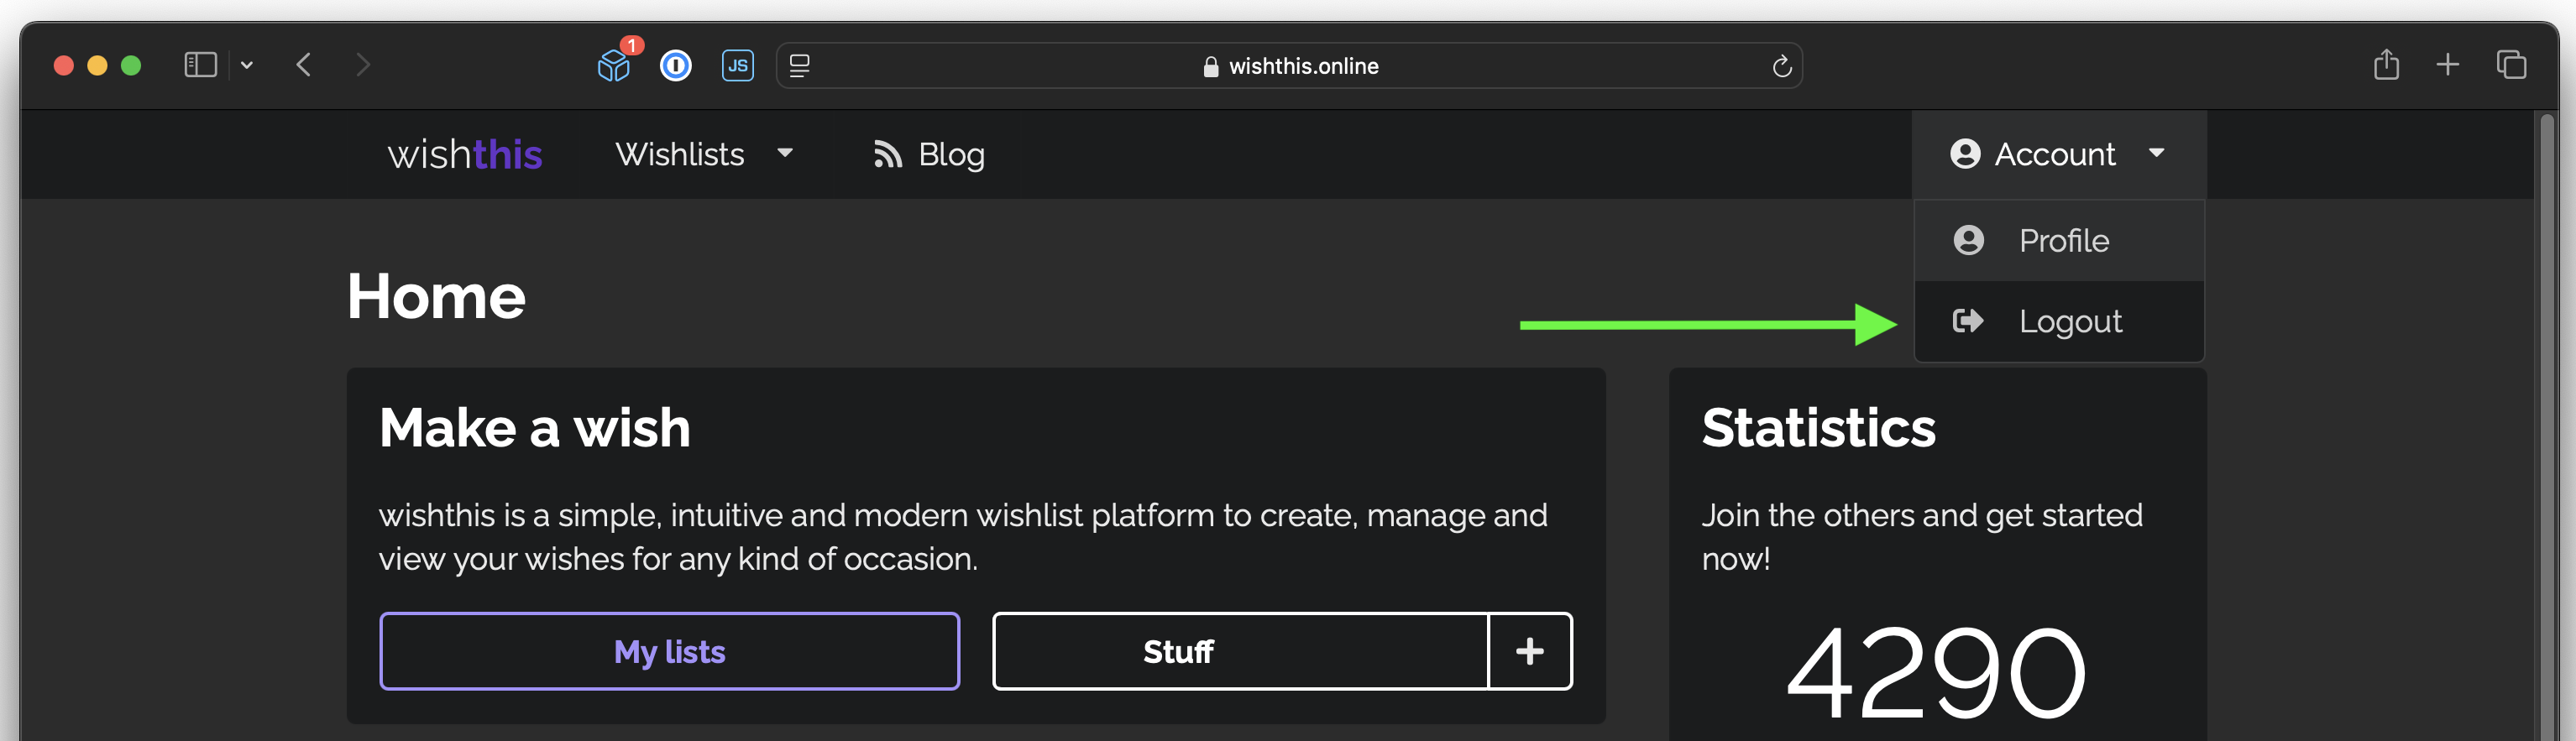 1
JS
wishthis.online
wishthis
Wishlists
Blog
Account
Profile
Logout
Home
Make a wish
wishthis is a simple, intuitive and modern wishlist platform to create, manage and
view your wishes for any kind of occasion.
My lists
Stuff
+
Statistics
Join the others and get started
now!
4290